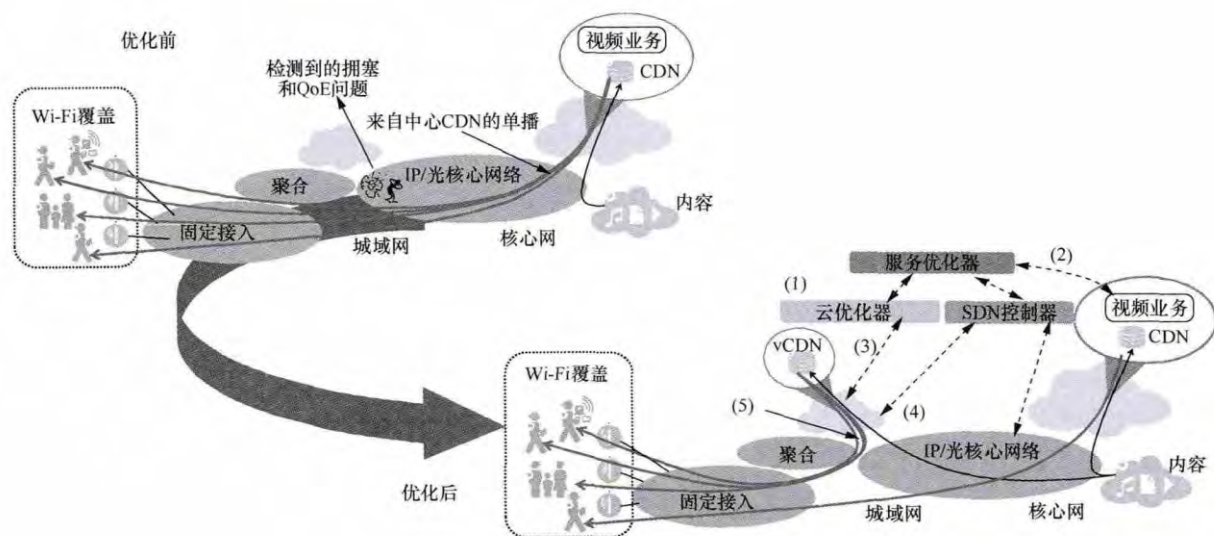 优化前
视频业务
CDN
检测到的拥塞
和QoE问题
Wi-Fi覆盖
来自中心CDN的单播
聚合
IP/光核心网络
固定接入
内容
城域网
核心网
服务优化器
(2)
(1)
云优化器
SDN控制器
视频业务
CDN
vCDN
(3)
Wi-Fi覆盖
(4)
(5)
聚合
IP/光核心网络
固定接入
内容
优化后
城域网
核心网